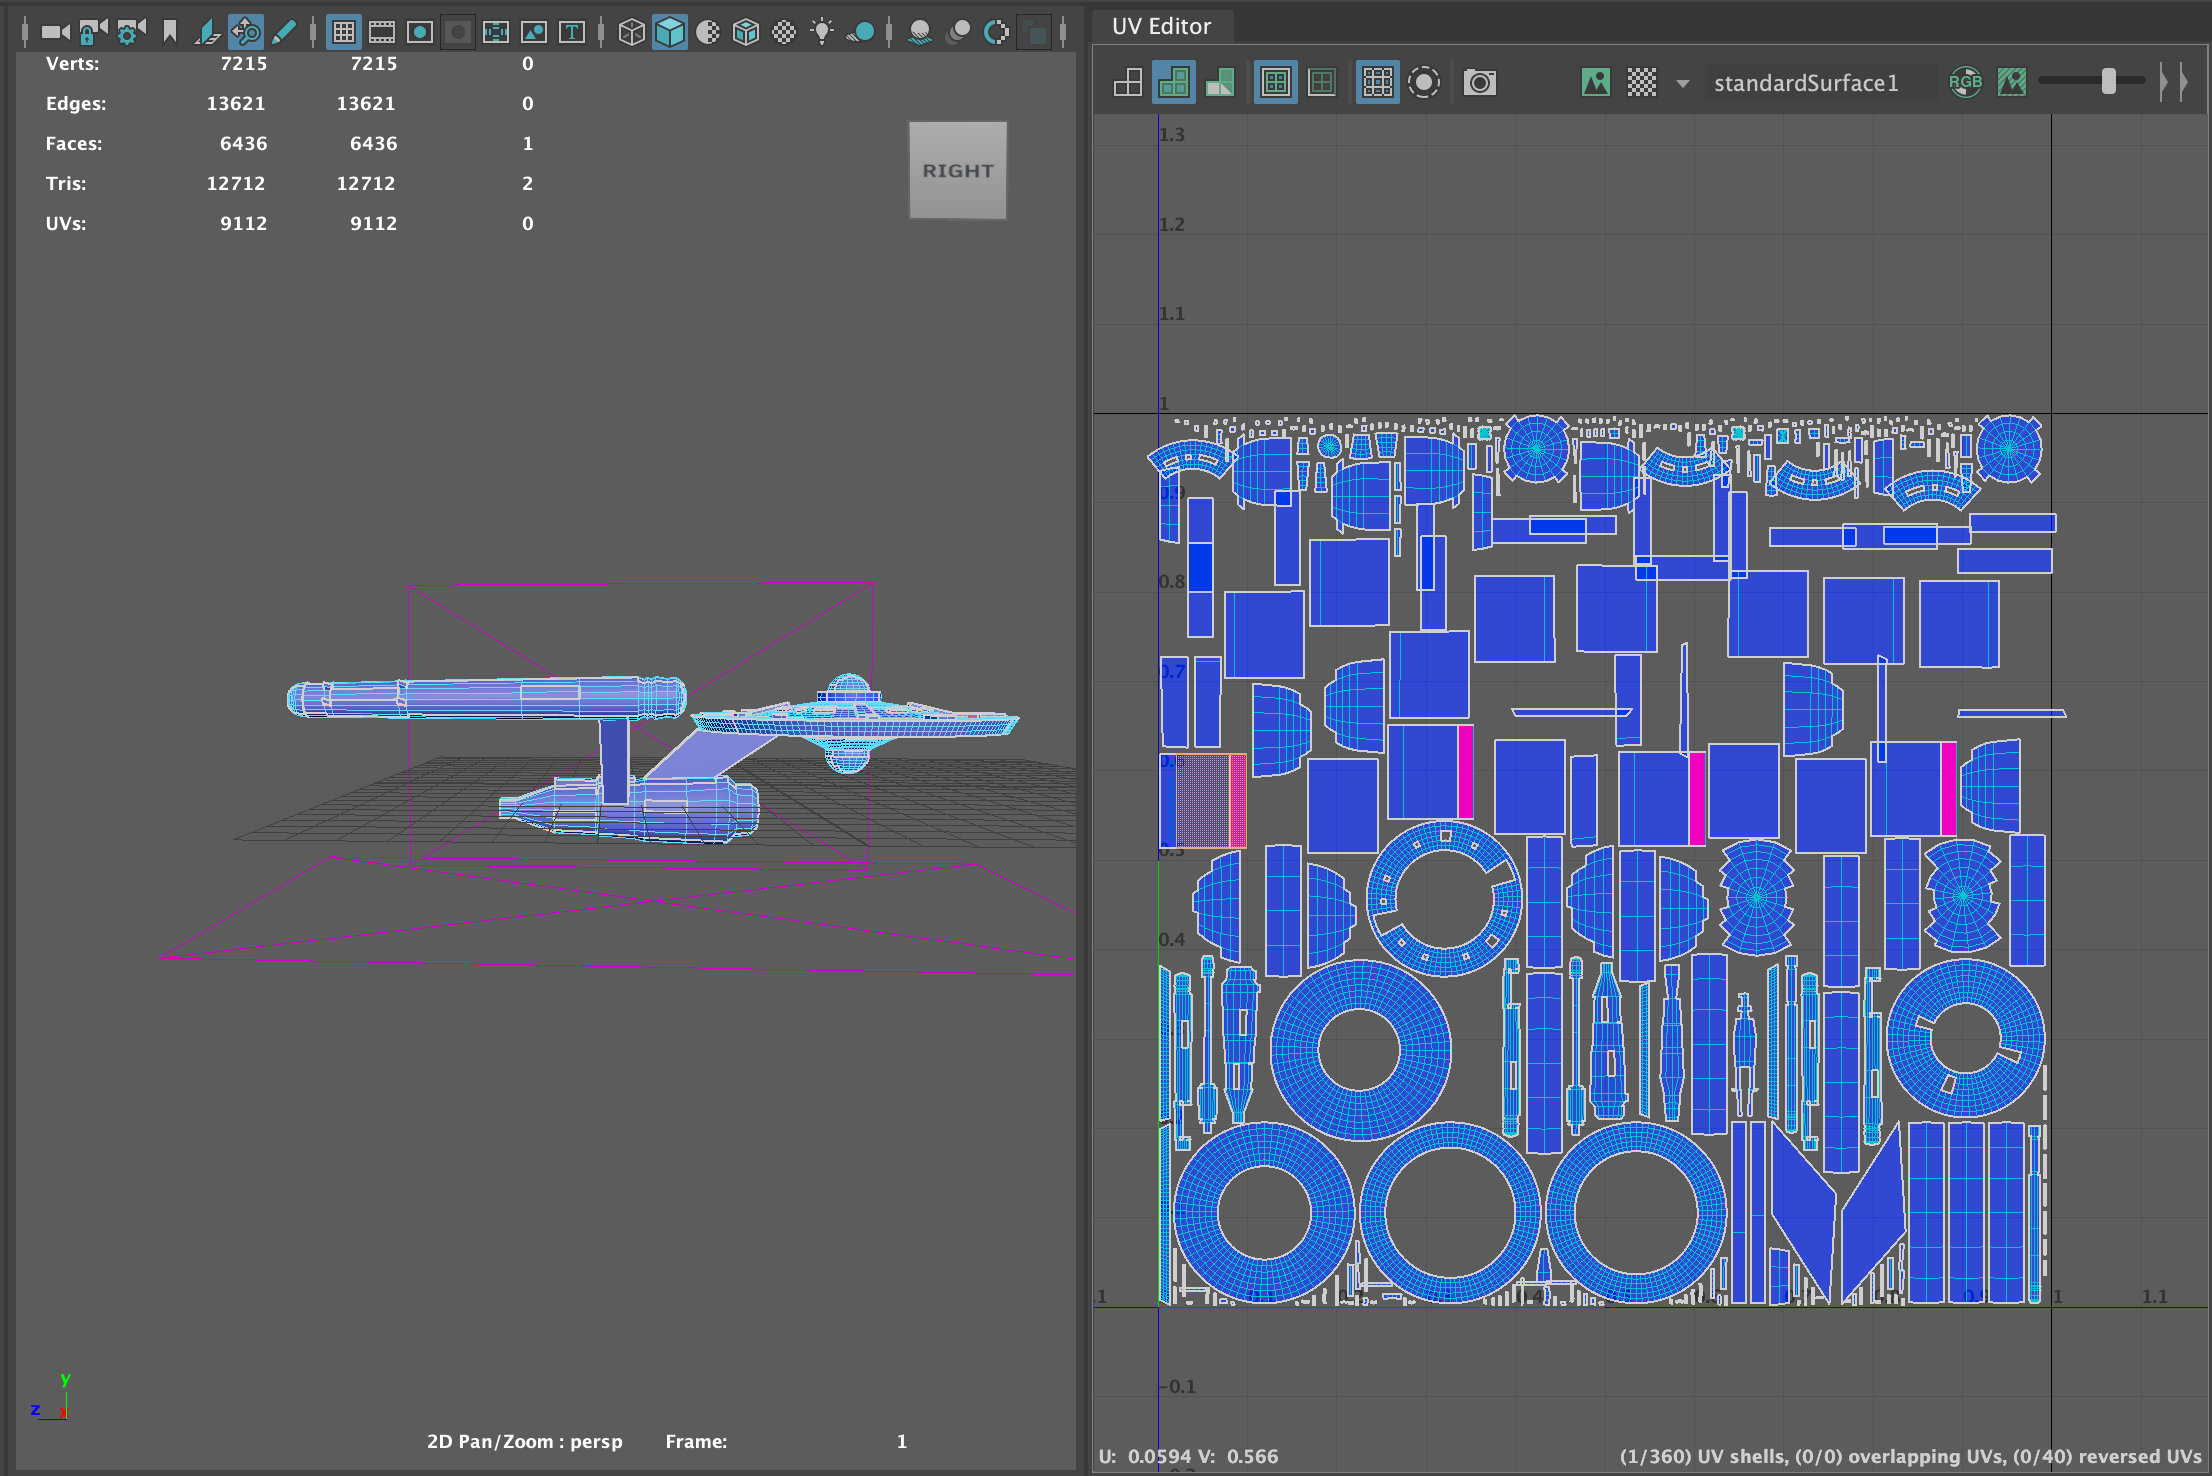 UV Editor
T
standardSurface1
RGB
Verts: 7215 7215 0
Edges: 13621 13621 0
Faces: 6436 6436 1
Tris: 12712 12712 2
UVs: 9112 9112 0
RIGHT
1.3
1.2
1.1
1
0.9
0.8
0.7
0.6
0.5
0.4
.1
0.9
1
1.1
-0.1
y
z
x
2D Pan/Zoom : persp Frame: 1
U: 0.0594 V: 0.566
(1/360) UV shells, (0/0) overlapping UVs, (0/40) reversed UVs